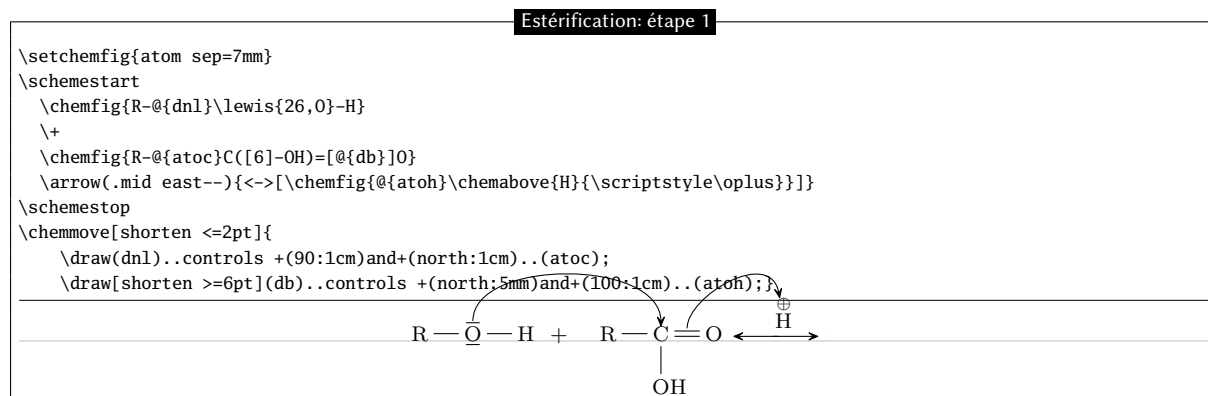 Estérification: étape 1
\setchemfig{atom sep=7mm}
\schemestart
  \chemfig{R-@{dnl}\lewis{26,O}-H}
  \+
  \chemfig{R-@{atoc}C([6]-OH)=[@{db}]O}
  \arrow(.mid east--){<->[\chemfig{@{atoh}\chemabove{H}{\scriptstyle\oplus}}]}
\schemestop
\chemmove[shorten <=2pt]{
    \draw(dnl)..controls +(90:1cm)and+(north:1cm)..(atoc);
    \draw[shorten >=6pt](db)..controls +(north:5mm)and+(100:1cm)..(atoh);}
⊕
H
R O H + R C O
OH